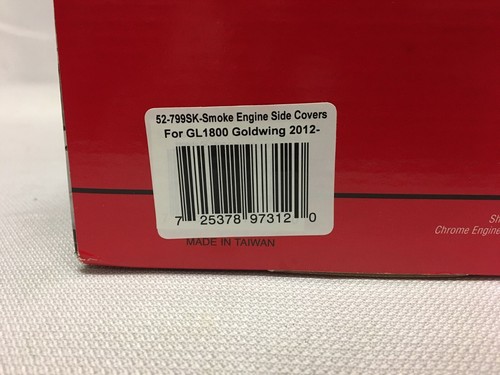 52-799SK-Smoke Engine Side Covers
For GL1800 Goldwing 2012-
7 25378 97312 0
MADE IN TAIWAN
Chrome Engine